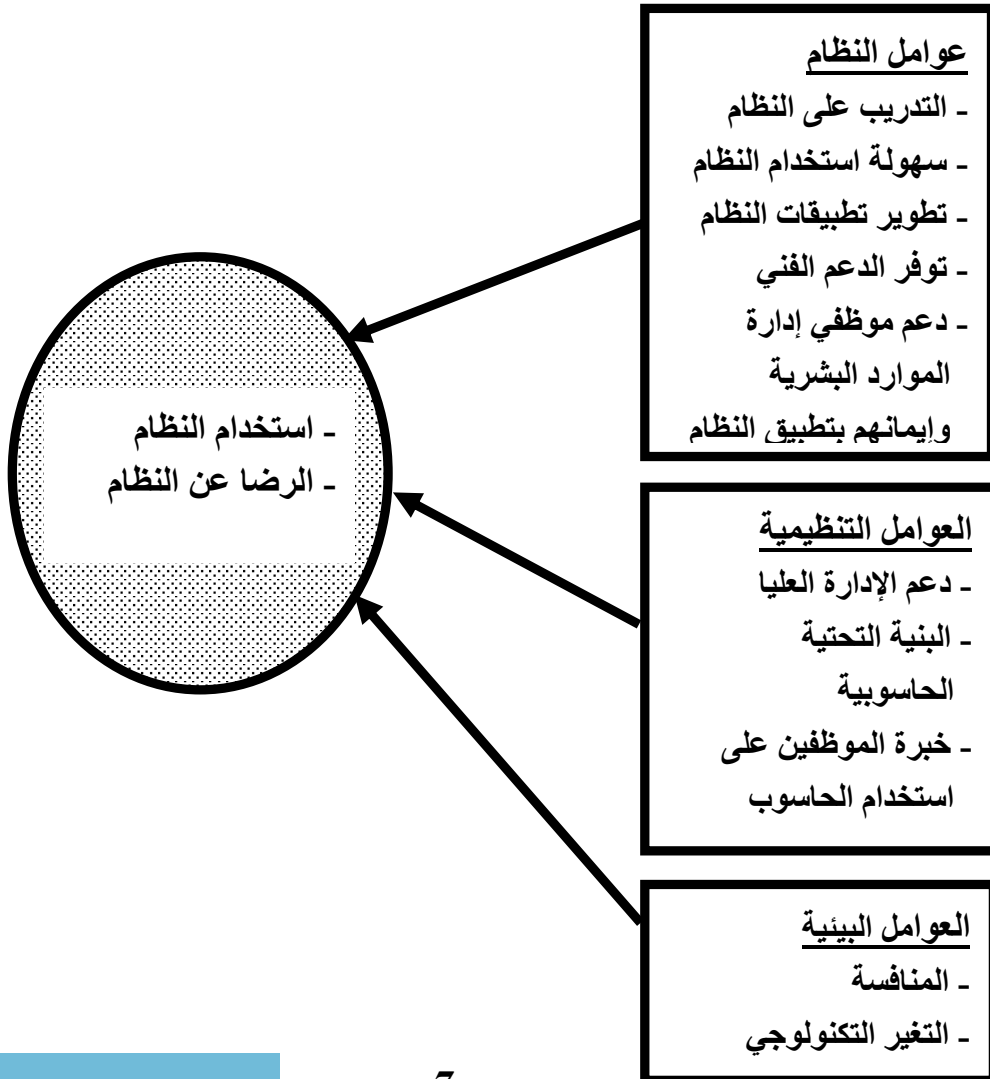 عوامل النظام
- التدريب على النظام
- سهولة استخدام النظام
- تطوير تطبيقات النظام
- توفر الدعم الفني
- دعم موظفي إدارة
الموارد البشرية
وإيمانهم بتطبيق النظام
- استخدام النظام
- الرضا عن النظام
العوامل التنظيمية
- دعم الإدارة العليا
- البنية التحتية
الحاسوبية
- خبرة الموظفين على
استخدام الحاسوب
العوامل البيئية
- المنافسة
- التغير التكنولوجي